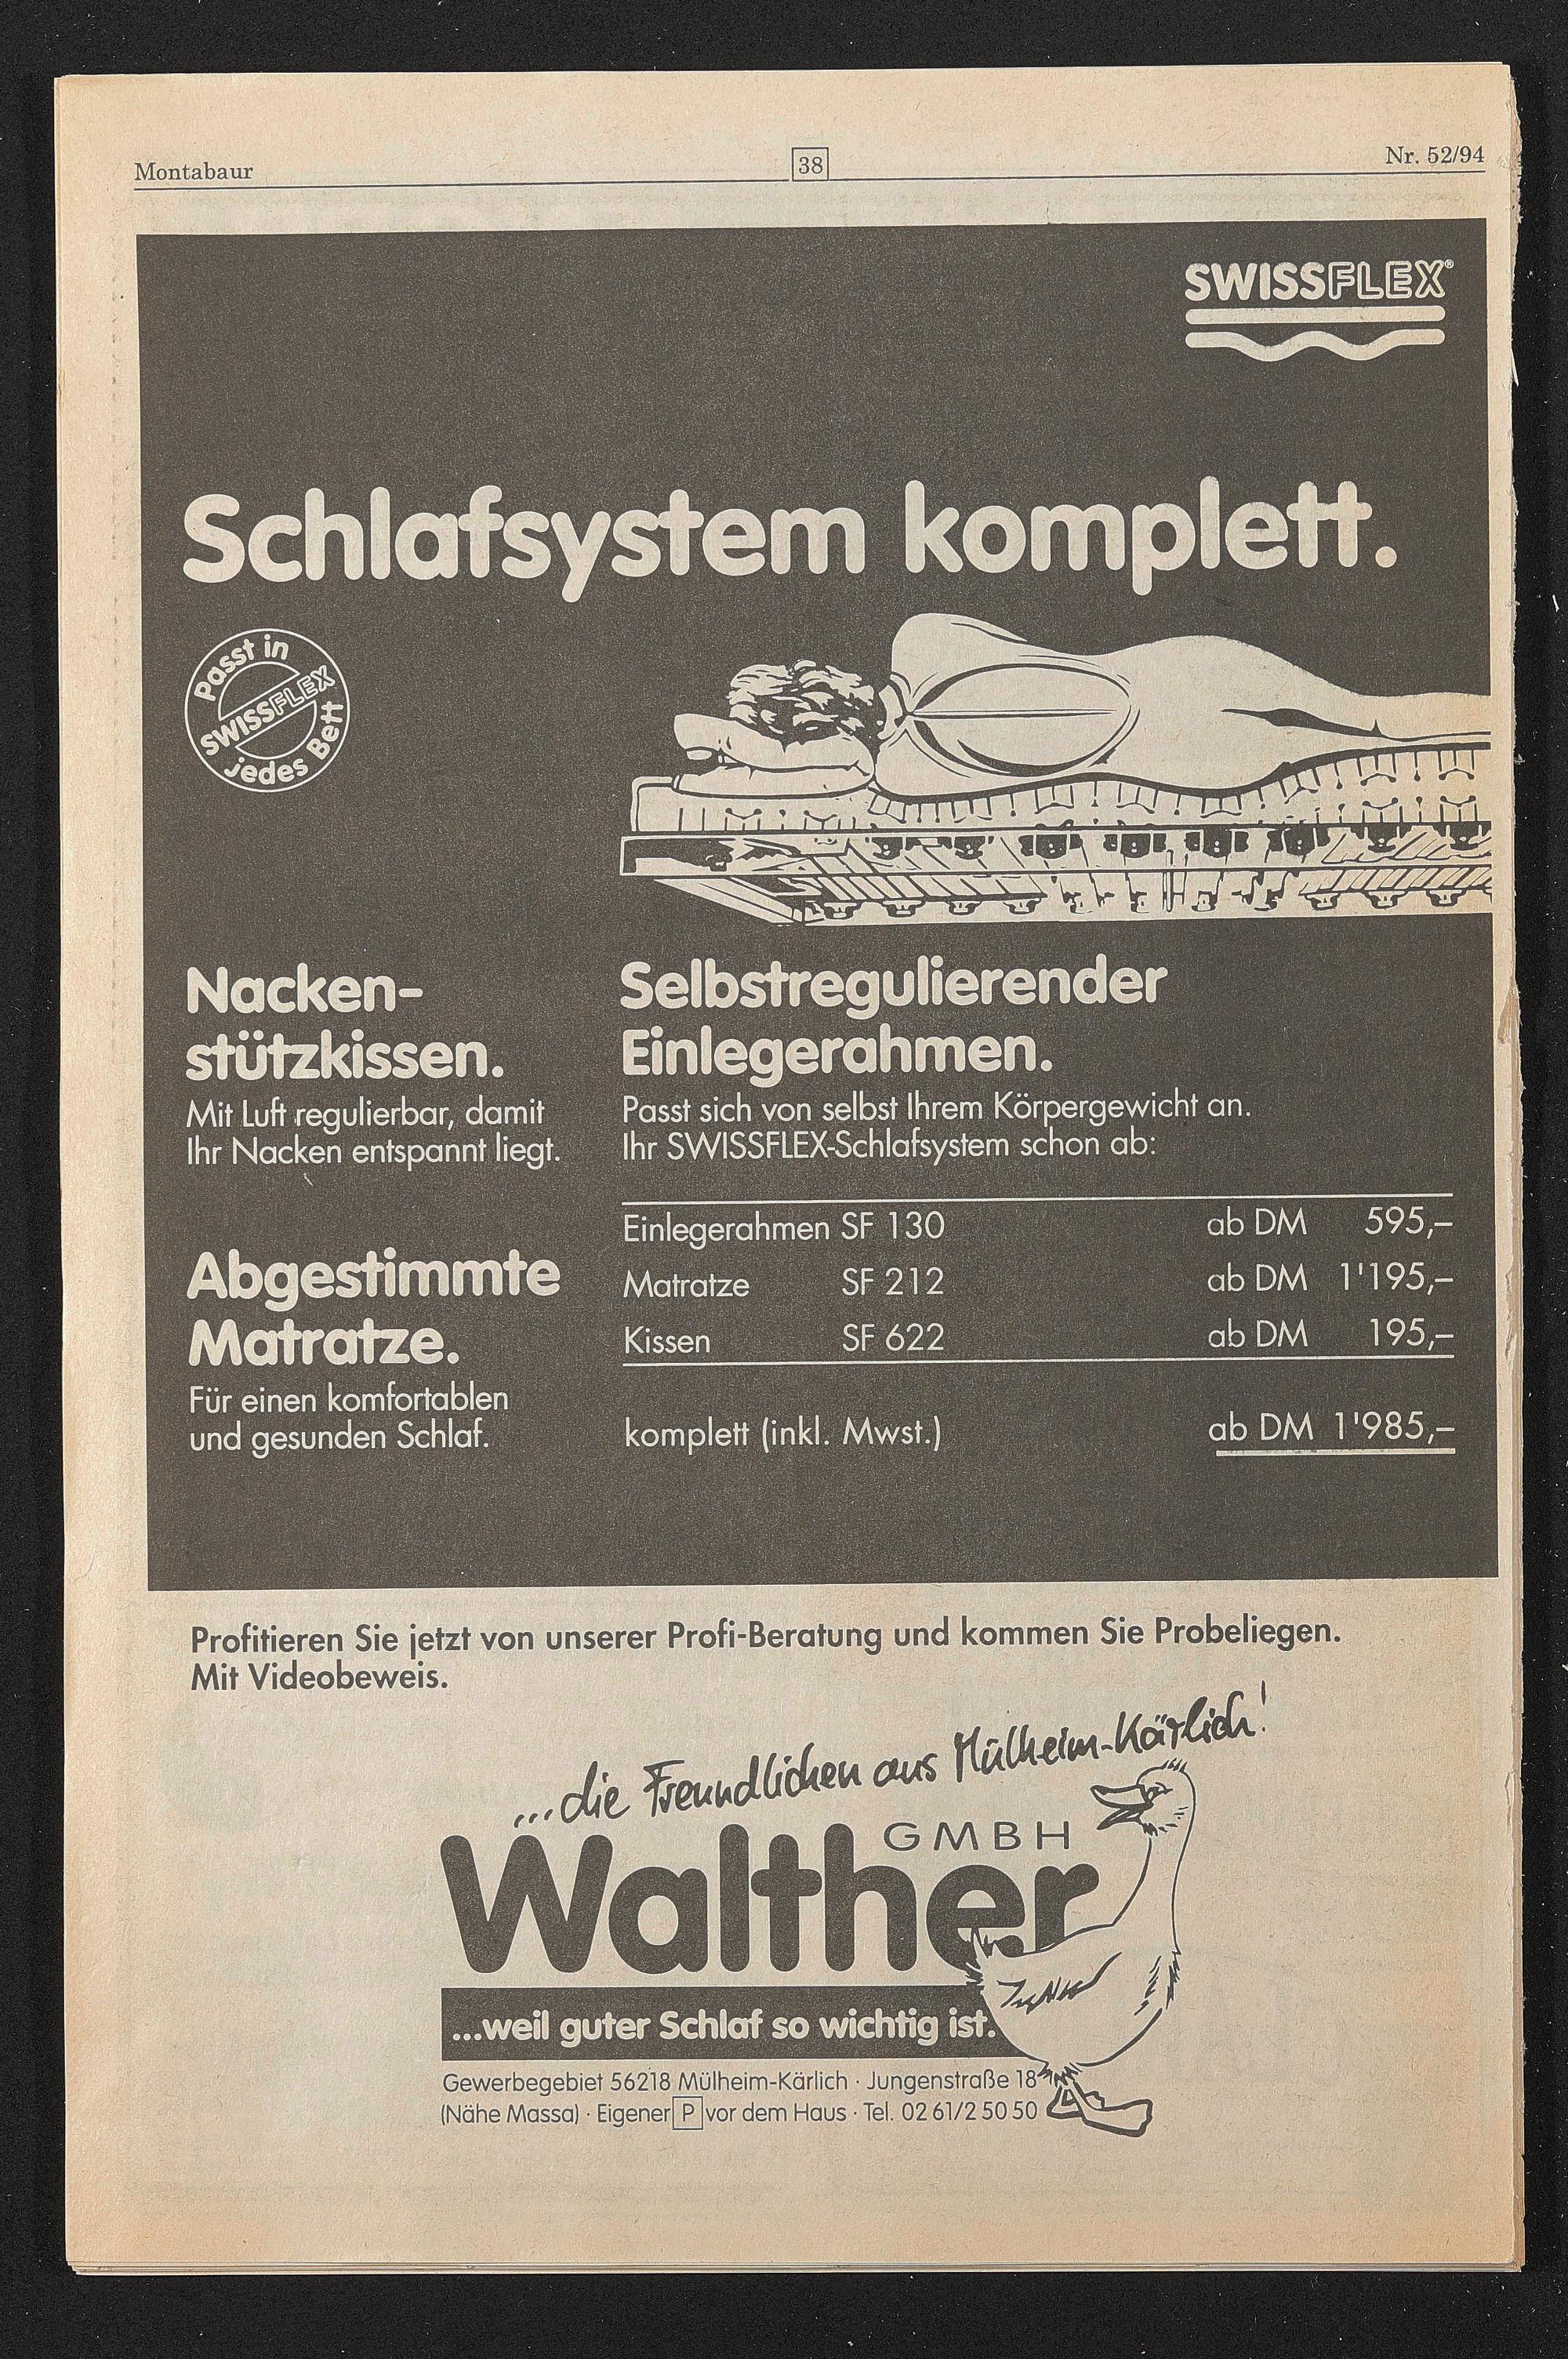 Montabaur
38
Nr. 52/94
SWISSFLEX®
Schlafsystem komplett.
Passt in
SWISSFLEX
jedes Bett
Nacken-
stützkissen.
Mit Luft regulierbar, damit
Ihr Nacken entspannt liegt.
Abgestimmte
Matratze.
Für einen komfortablen
und gesunden Schlaf.
Selbstregulierender
Einlegerahmen.
Passt sich von selbst Ihrem Körpergewicht an.
Ihr SWISSFLEX-Schlafsystem schon ab:
Einlegerahmen SF 130 ab DM 595,–
Matratze SF 212 ab DM 1'195,–
Kissen SF 622 ab DM 195,–
komplett (inkl. Mwst.) ab DM 1'985,–
Profitieren Sie jetzt von unserer Profi-Beratung und kommen Sie Probeliegen.
Mit Videobeweis.
...die Freundlichen aus Mülheim-Kärlich!
GMBH
Walther
...weil guter Schlaf so wichtig ist.
Gewerbegebiet 56218 Mülheim-Kärlich · Jungenstraße 18
(Nähe Massa) · Eigener P vor dem Haus · Tel. 02 61/2 50 50